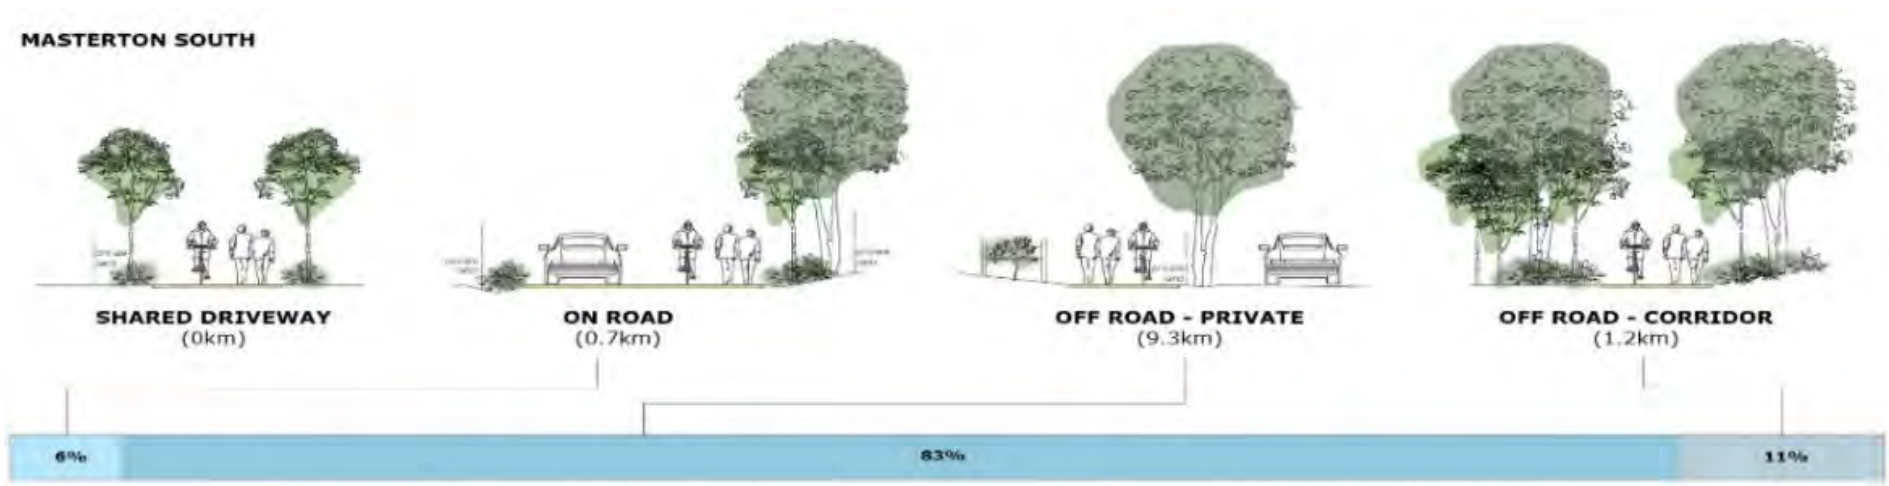 MASTERTON SOUTH
SHARED DRIVEWAY
(0km)
ON ROAD
(0.7km)
OFF ROAD - PRIVATE
(9.3km)
OFF ROAD - CORRIDOR
(1.2km)
6%
83%
11%